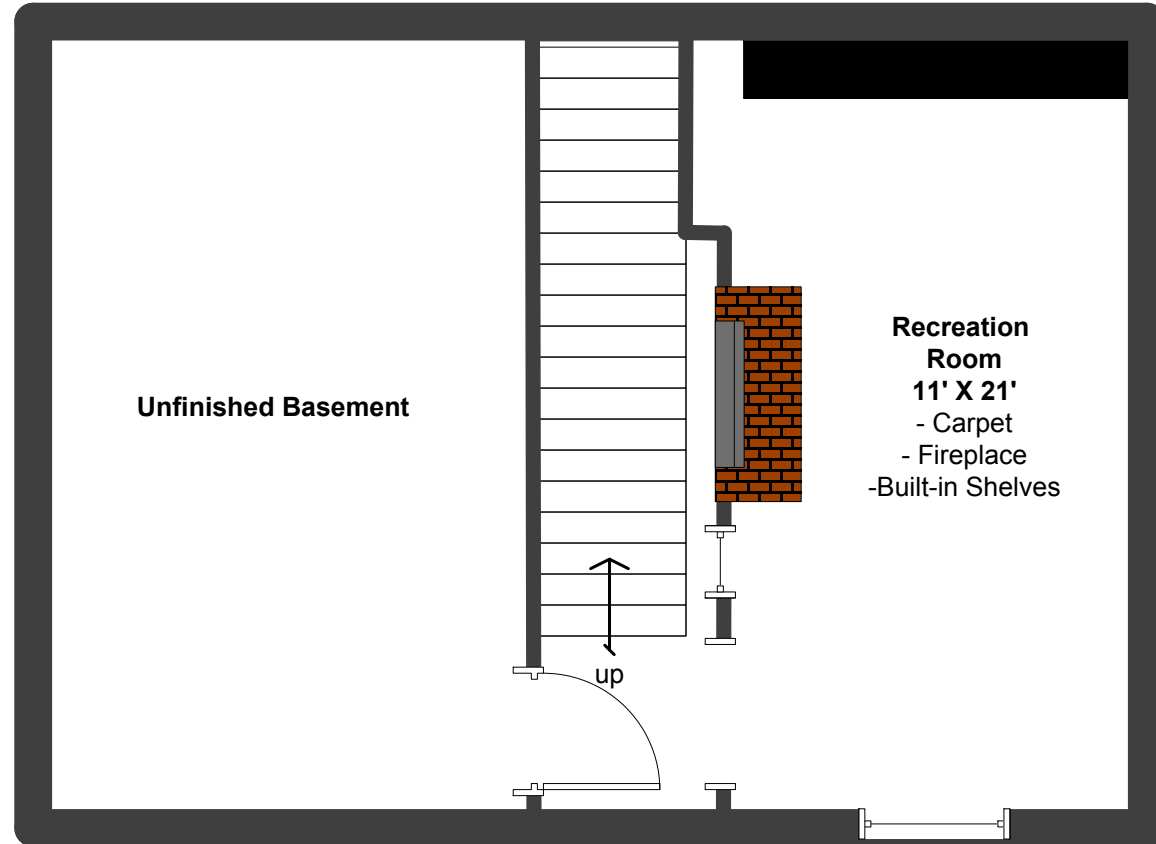 Unfinished Basement
up
Recreation
Room
11' X 21'
- Carpet
- Fireplace
-Built-in Shelves